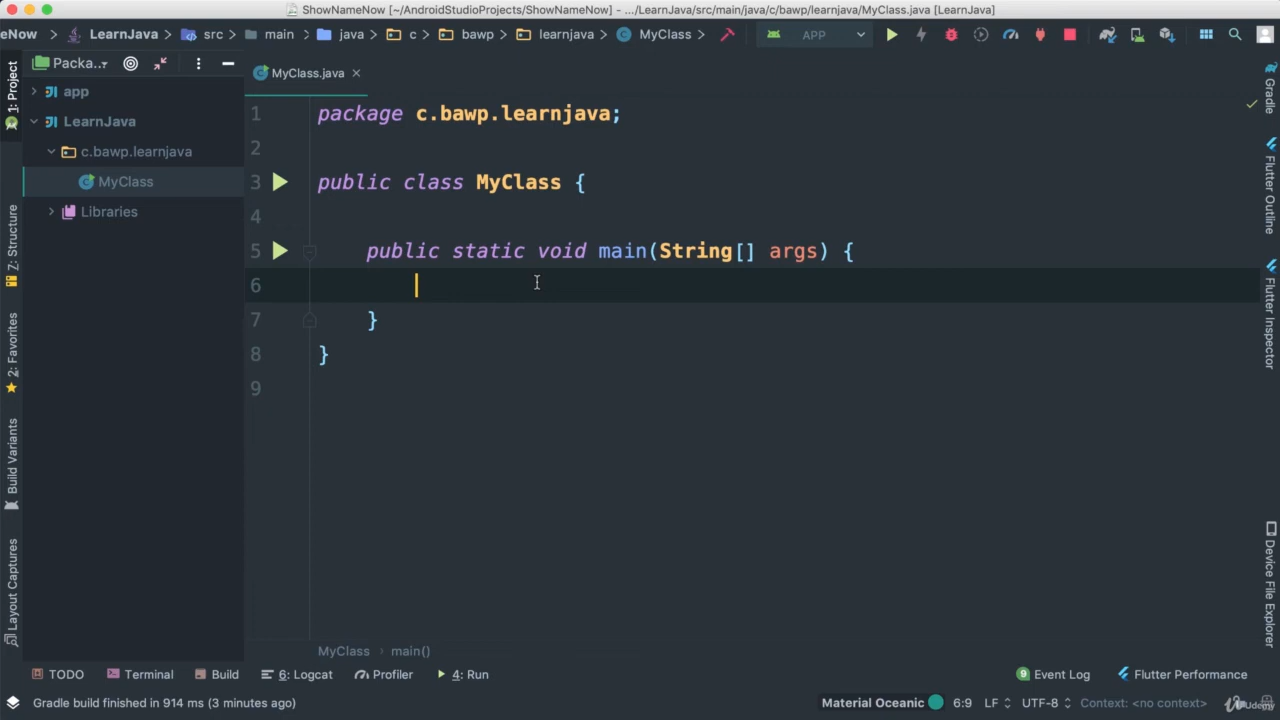 ShowNameNow [~/AndroidStudioProjects/ShowNameNow] - .../LearnJava/src/main/java/c/bawp/learnjava/MyClass.java [LearnJava]
eNow LearnJava src main java c bawp learnjava MyClass APP
1: Project
Packa..
MyClass.java
app
LearnJava
c.bawp.learnjava
MyClass
Libraries
1 package c.bawp.learnjava;
2
3 public class MyClass {
4
5 public static void main(String[] args) {
6
7 }
8 }
9
7: Structure
2: Favorites
Build Variants
Layout Captures
Gradle
Flutter Outline
Flutter Inspector
Device File Explorer
MyClass › main()
TODO Terminal Build 6: Logcat Profiler 4: Run 9 Event Log Flutter Performance
Gradle build finished in 914 ms (3 minutes ago) Material Oceanic 6:9 LF UTF-8 Context: <no context> Udemy